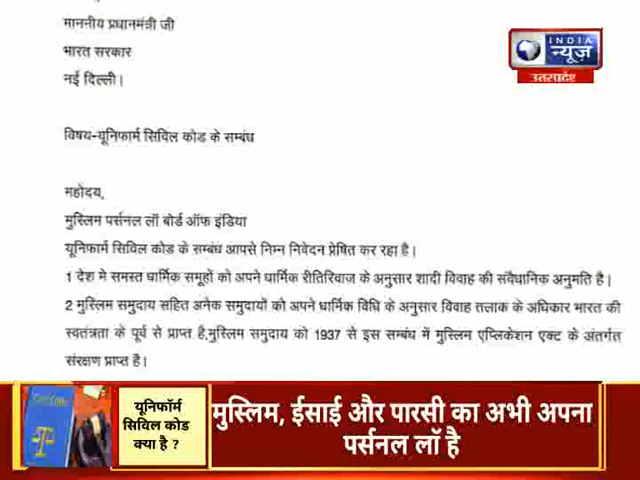 माननीय प्रधानमंत्री जी
भारत सरकार
नई दिल्ली।
INDIA
न्यूज़
उत्तरप्रदेश
विषय-यूनिफार्म सिविल कोड के सम्बंध
महोदय,
मुस्लिम पर्सनल लॉ बोर्ड ऑफ इंडिया
यूनिफार्म सिविल कोड के सम्बंध आपसे निम्न निवेदन प्रेषित कर रहा है।
1 देश मे समस्त धार्मिक समूहों को अपने धार्मिक रीतिरिवाज के अनुसार शादी विवाह की संवैधानिक अनुमति है।
2 मुस्लिम समुदाय सहित अनेक समुदायों को अपने धार्मिक विधि के अनुसार विवाह तलाक के अधिकार भारत की
स्वतंत्रता के पूर्व से प्राप्त है.मुस्लिम समुदाय को 1937 से इस सम्बंध में मुस्लिम एप्लिकेशन एक्ट के अंतर्गत
संरक्षण प्राप्त है।
यूनिफॉर्म
सिविल कोड
क्या है ?
मुस्लिम, ईसाई और पारसी का अभी अपना
पर्सनल लॉ है